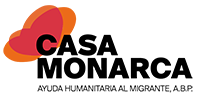 CASA
MONARCA
AYUDA HUMANITARIA AL MIGRANTE, A.B.P.